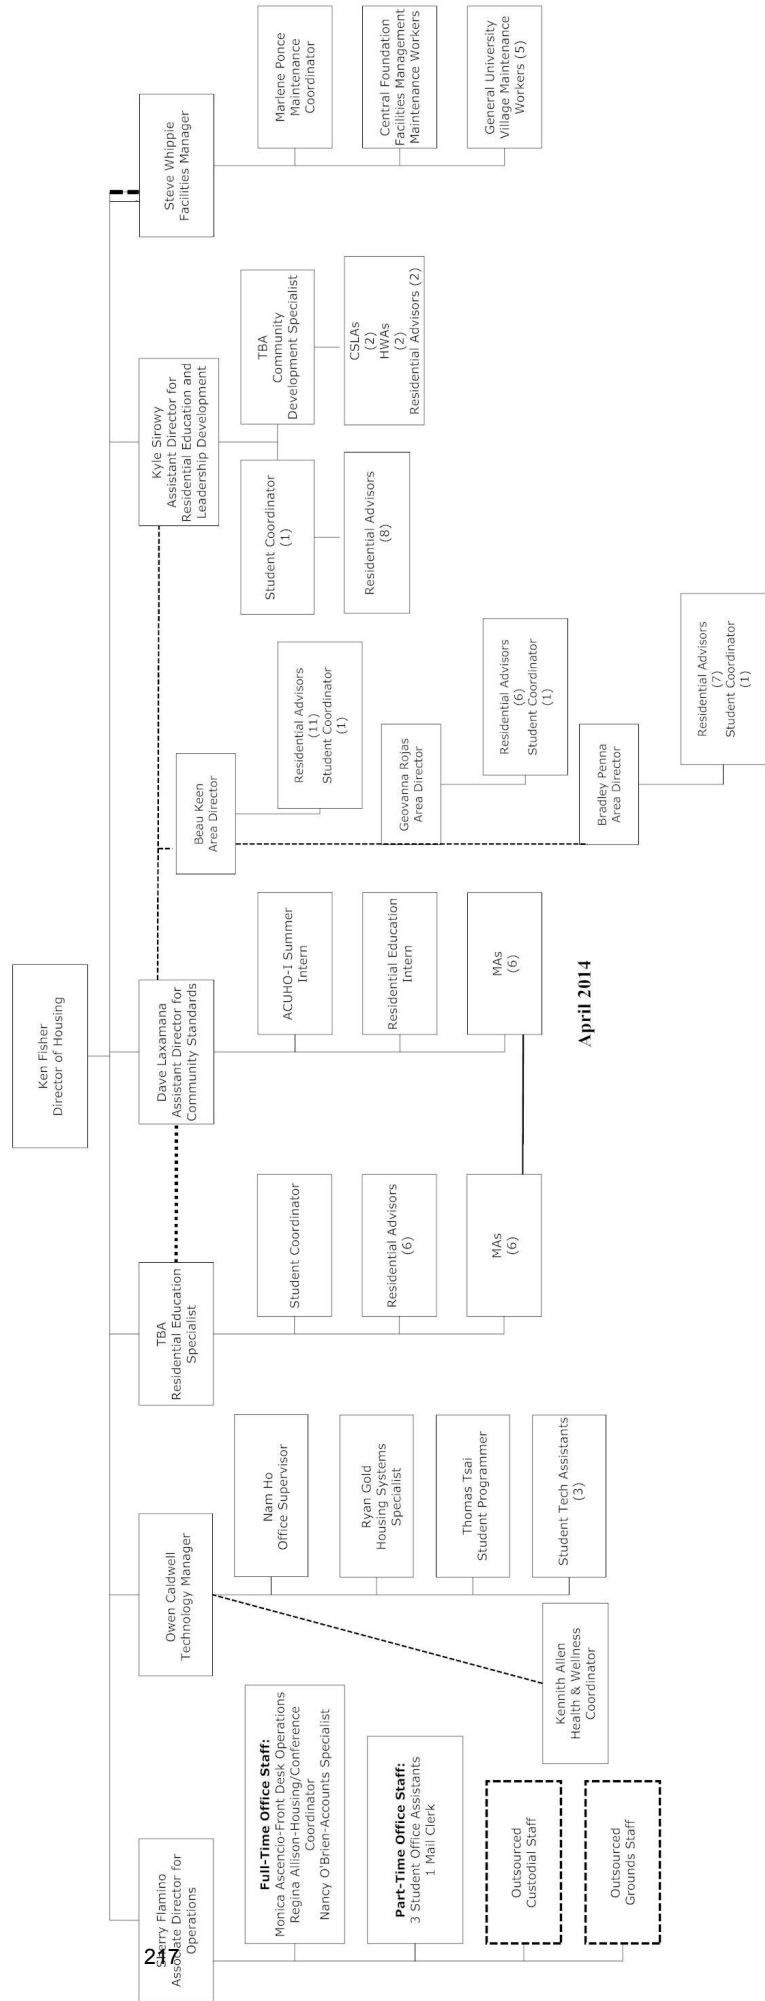 Ken Fisher
Director of Housing
Sherry Flamino
Associate Director for
Operations
Full-Time Office Staff:
Monica Ascencio-Front Desk Operations
Regina Allison-Housing/Conference
Coordinator
Nancy O'Brien-Accounts Specialist
Part-Time Office Staff:
3 Student Office Assistants
1 Mail Clerk
Outsourced
Custodial Staff
Outsourced
Grounds Staff
Owen Caldwell
Technology Manager
Nam Ho
Office Supervisor
Ryan Gold
Housing Systems
Specialist
Thomas Tsai
Student Programmer
Student Tech Assistants
(3)
Kennith Allen
Health & Wellness
Coordinator
TBA
Residential Education
Specialist
Student Coordinator
Residential Advisors
(6)
MAs
(6)
Dave Laxamana
Assistant Director for
Community Standards
ACUHO-I Summer
Intern
Residential Education
Intern
MAs
(6)
Beau Keen
Area Director
Residential Advisors
(11)
Student Coordinator
(1)
Geovanna Rojas
Area Director
Residential Advisors
(6)
Student Coordinator
(1)
Bradley Penna
Area Director
Residential Advisors
(7)
Student Coordinator
(1)
Kyle Sirowy
Assistant Director for
Residential Education and
Leadership Development
Student Coordinator
(1)
Residential Advisors
(8)
TBA
Community
Development Specialist
CSLAs
(2)
HWAs
(2)
Residential Advisors (2)
Steve Whippie
Facilities Manager
Marlene Ponce
Maintenance
Coordinator
Central Foundation
Facilities Management
Maintenance Workers
General University
Village Maintenance
Workers (5)
April 2014
217